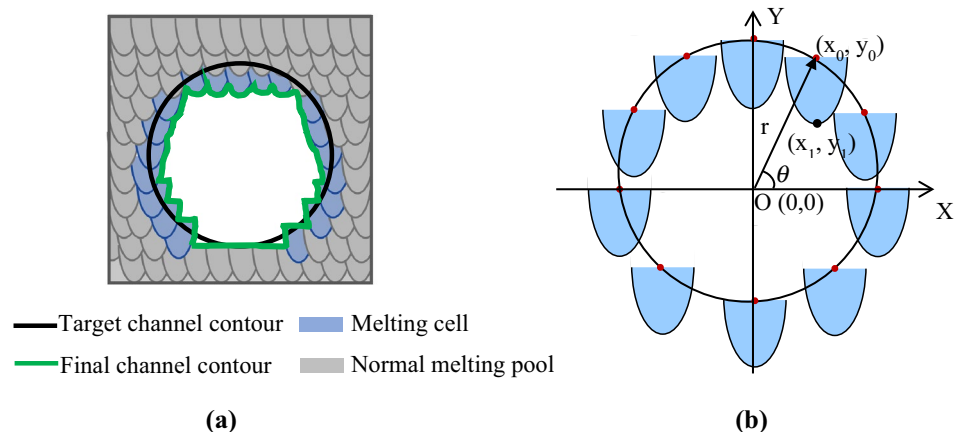 Y
(x₀, y₀)
r
(x₁, y₁)
θ
O (0,0)
X
Target channel contour
Melting cell
Final channel contour
Normal melting pool
(a)
(b)